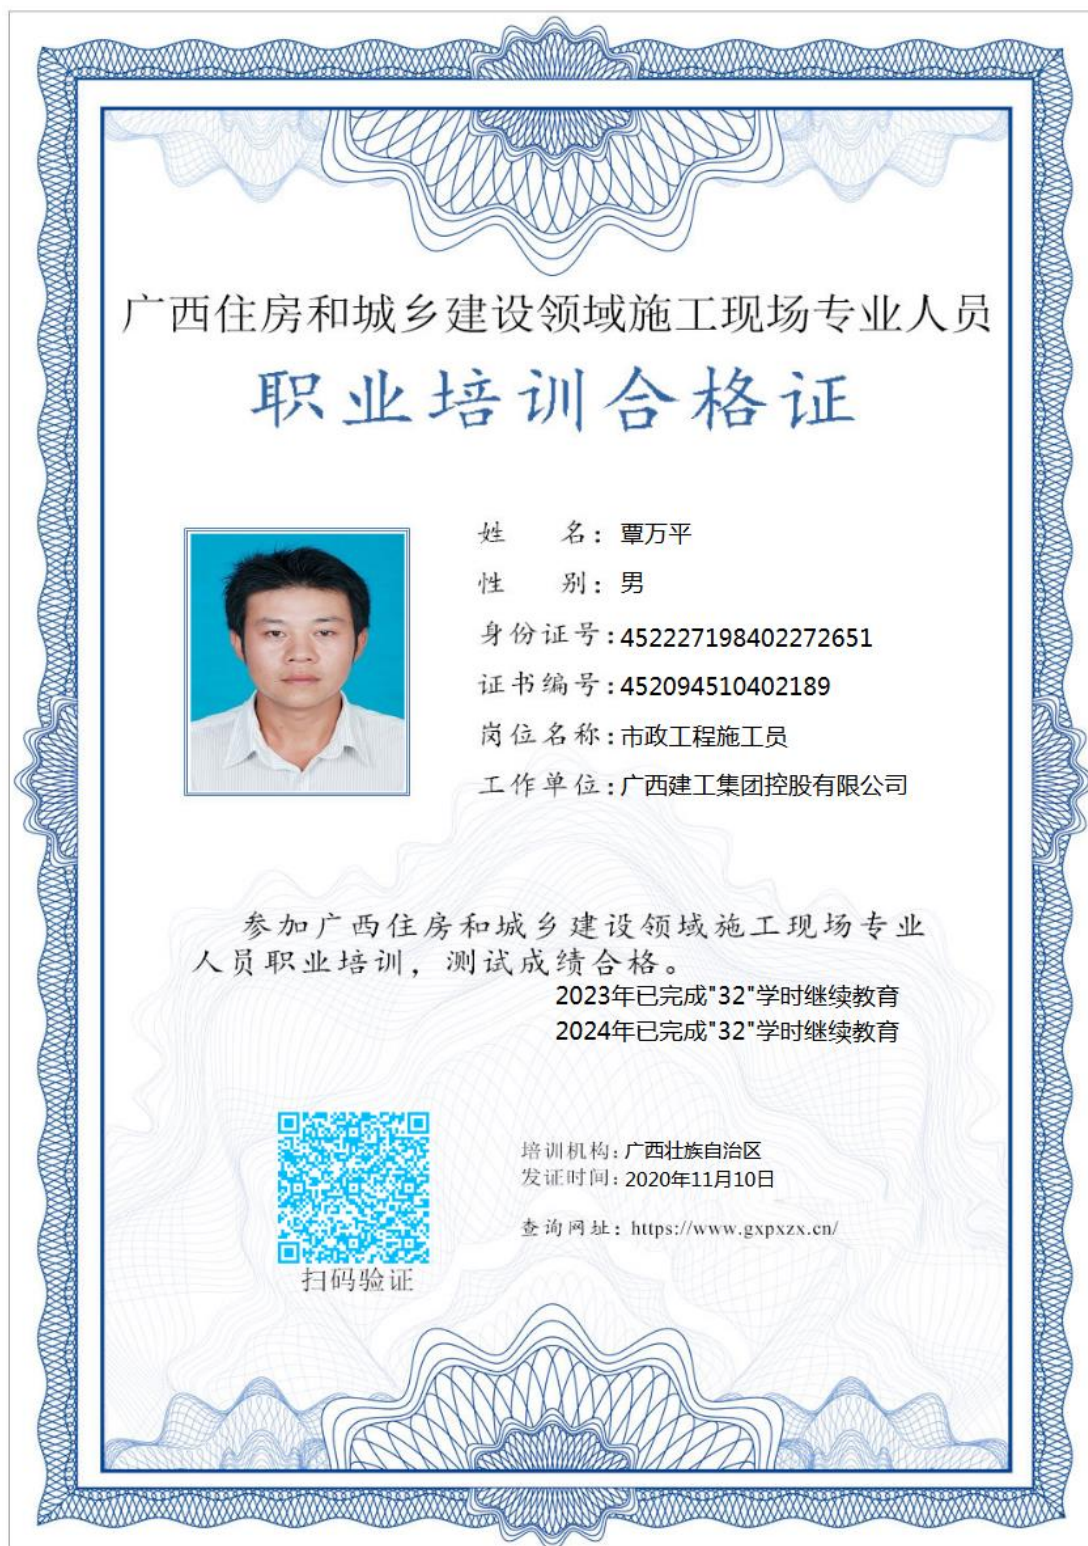 广西住房和城乡建设领域施工现场专业人员
职业培训合格证
姓 名：覃万平
性 别：男
身份证号：452227198402272651
证书编号：452094510402189
岗位名称：市政工程施工员
工作单位：广西建工集团控股有限公司
参加广西住房和城乡建设领域施工现场专业
人员职业培训，测试成绩合格。
2023年已完成"32"学时继续教育
2024年已完成"32"学时继续教育
培训机构：广西壮族自治区
发证时间：2020年11月10日
查询网址：https://www.gxpxzx.cn/
扫码验证